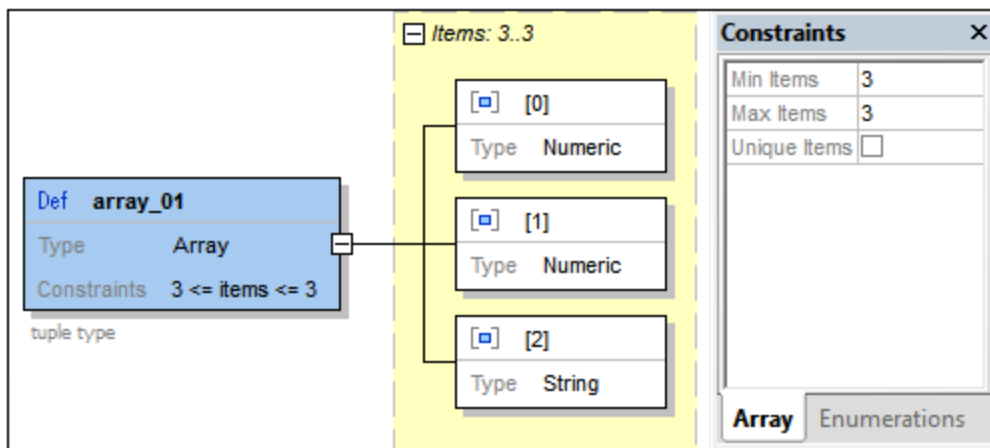 Items: 3..3
[0]
Type Numeric
[1]
Type Numeric
[2]
Type String
Def array_01
Type Array
Constraints 3 <= items <= 3
tuple type
Constraints
Min Items 3
Max Items 3
Unique Items
Array Enumerations